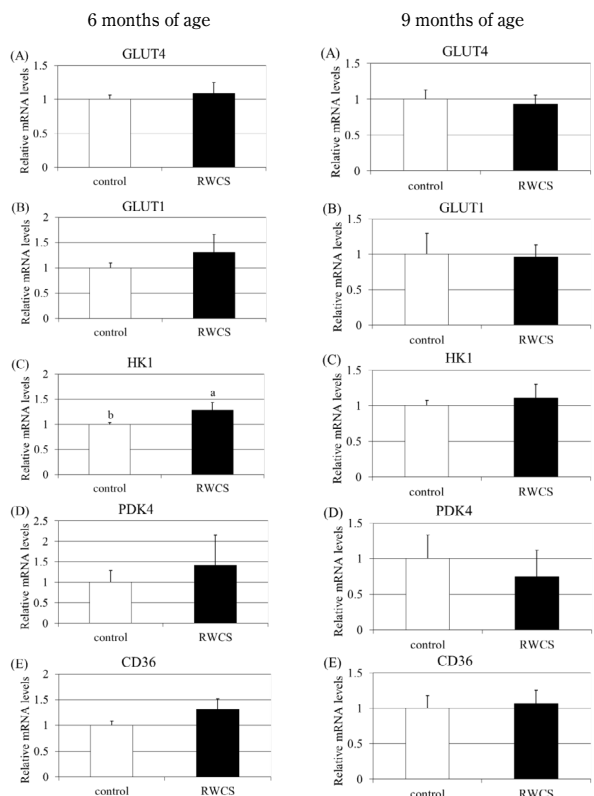 6 months of age
(A)
GLUT4
Relative mRNA levels
1.5
1
0.5
0
control RWCS
(B)
GLUT1
Relative mRNA levels
2
1.5
1
0.5
0
control RWCS
(C)
HK1
Relative mRNA levels
2
1.5
1
0.5
0
b
a
control RWCS
(D)
PDK4
Relative mRNA levels
2.5
2
1.5
1
0.5
0
control RWCS
(E)
CD36
Relative mRNA levels
2
1.5
1
0.5
0
control RWCS
9 months of age
(A)
GLUT4
Relative mRNA levels
1.5
1
0.5
0
control RWCS
(B)
GLUT1
Relative mRNA levels
1.5
1
0.5
0
control RWCS
(C)
HK1
Relative mRNA levels
1.5
1
0.5
0
control RWCS
(D)
PDK4
Relative mRNA levels
1.5
1
0.5
0
control RWCS
(E)
CD36
Relative mRNA levels
1.5
1
0.5
0
control RWCS